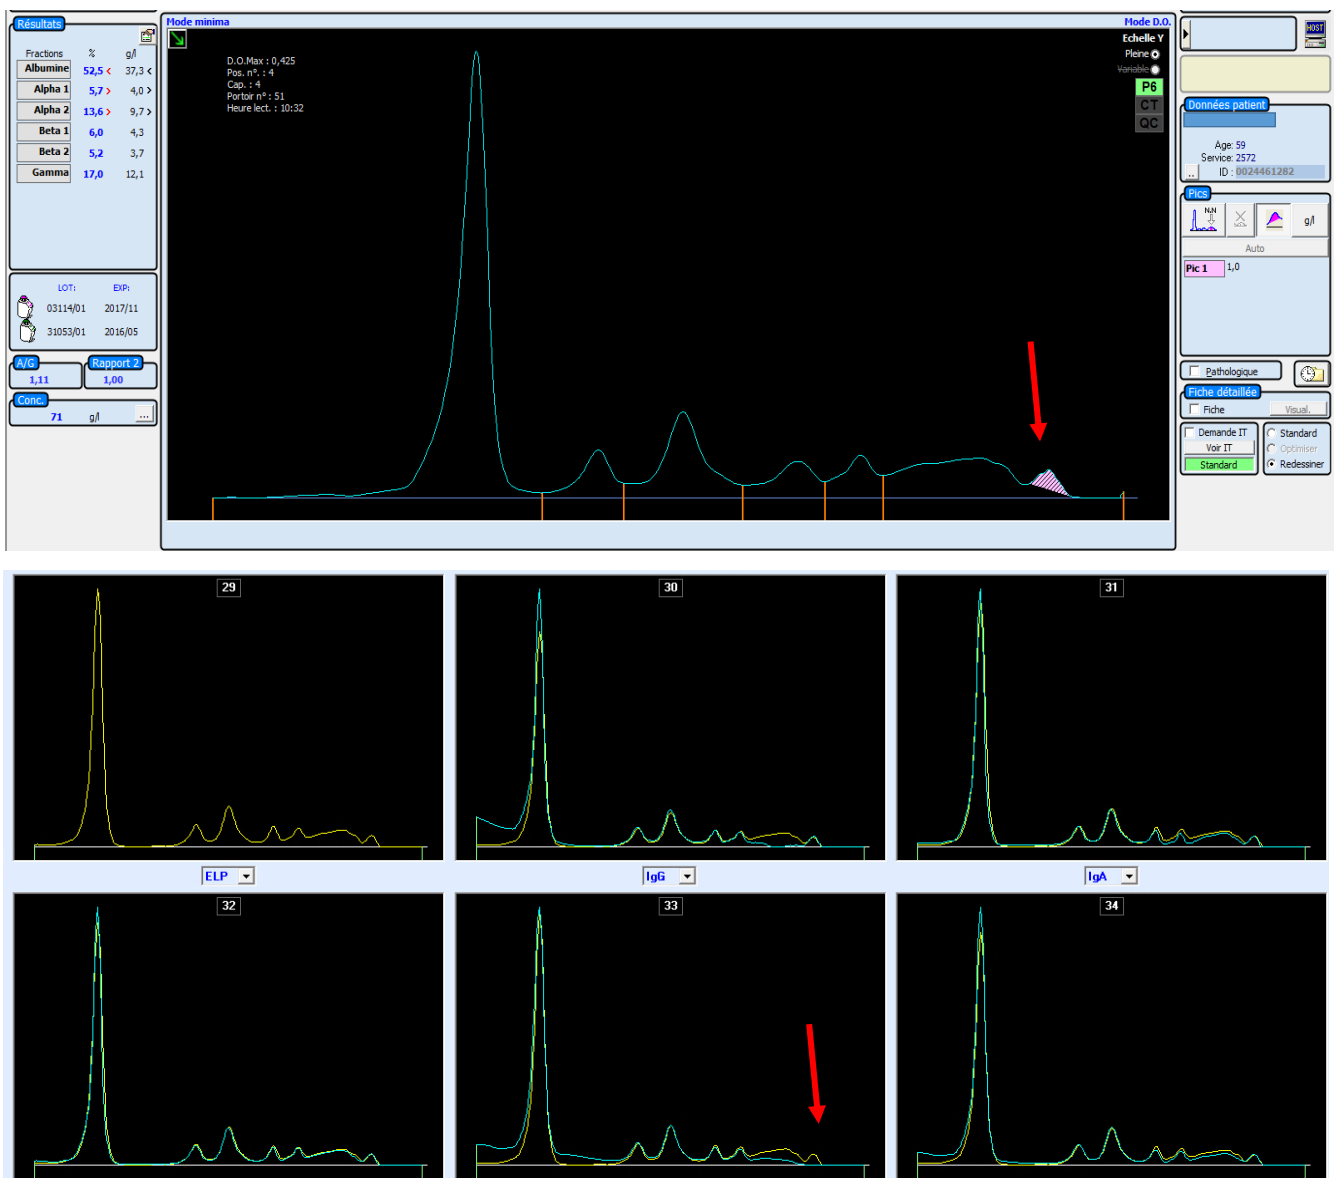 Résultats
Fractions % g/l
Albumine 52,5 < 37,3 <
Alpha 1 5,7 > 4,0 >
Alpha 2 13,6 > 9,7 >
Beta 1 6,0 4,3
Beta 2 5,2 3,7
Gamma 17,0 12,1
LOT: EXP:
03114/01 2017/11
31053/01 2016/05
A/G Rapport 2
1,11 1,00
Conc.
71 g/l ...
Mode minima Mode D.O.
D.O.Max : 0,425
Pos. n°. : 4
Cap. : 4
Portoir n° : 51
Heure lect. : 10:32
Echelle Y
Pleine
Variable
P6
CT
QC
HOST
Données patient
Age: 59
Service: 2572
.. ID : 0024461282
Pics
N.N g/l
Auto
Pic 1 1,0
Pathologique
Fiche détaillée
Fiche Visual.
Demande IT
Voir IT
Standard
Standard
Optimiser
Redessiner
29 30 31
ELP IgG IgA
32 33 34